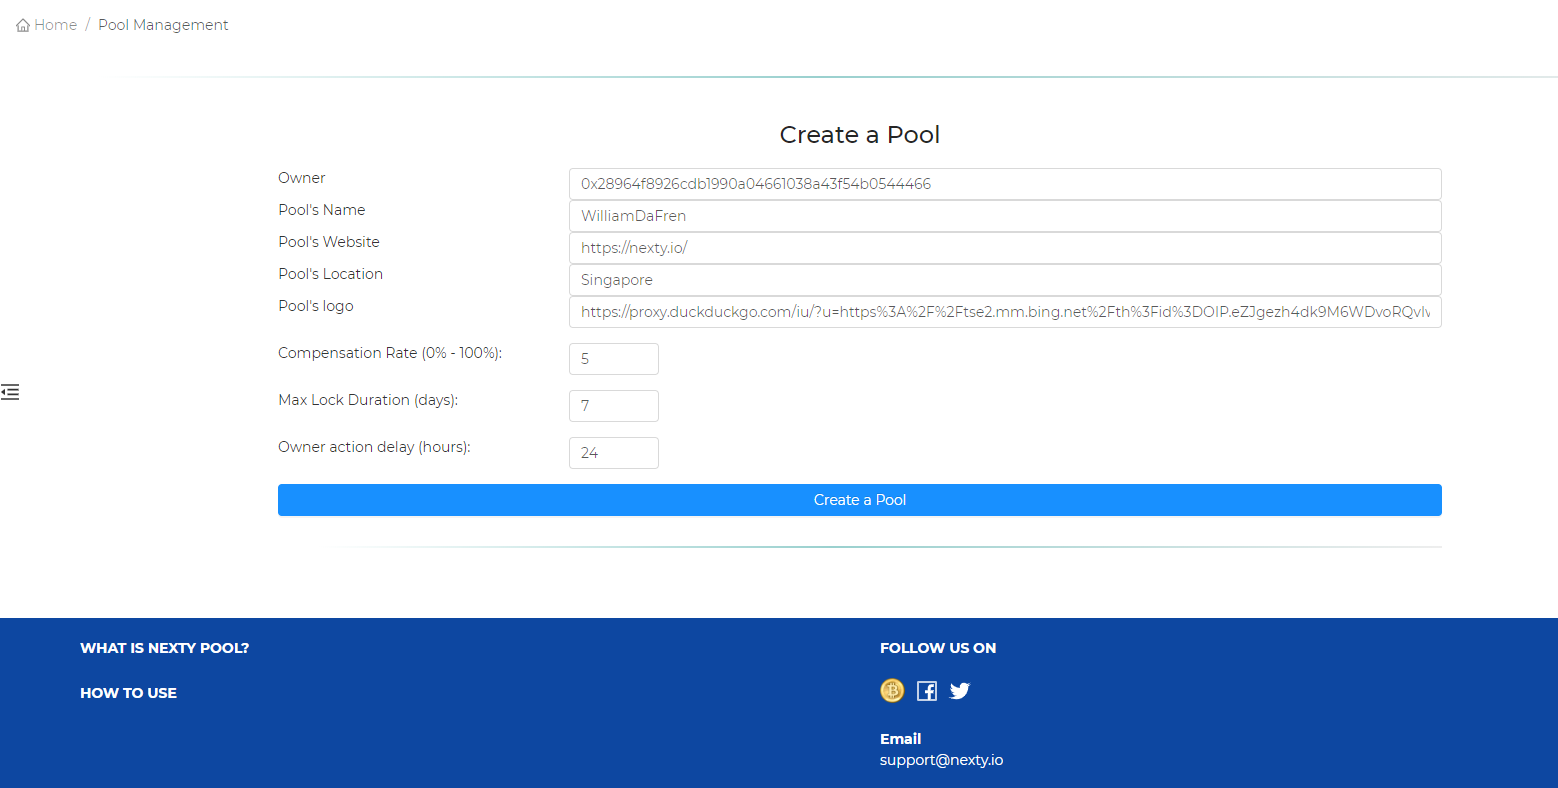 Home / Pool Management
Create a Pool
Owner 0x28964f8926cdb1990a04661038a43f54b0544466
Pool's Name WilliamDaFren
Pool's Website https://nexty.io/
Pool's Location Singapore
Pool's logo https://proxy.duckduckgo.com/iu/?u=https%3A%2F%2Ftse2.mm.bing.net%2Fth%3Fid%3DOIP.eZJgezh4dk9M6WDvoRQvIv
Compensation Rate (0% - 100%): 5
Max Lock Duration (days): 7
Owner action delay (hours): 24
Create a Pool
WHAT IS NEXTY POOL?
HOW TO USE
FOLLOW US ON
Email
support@nexty.io